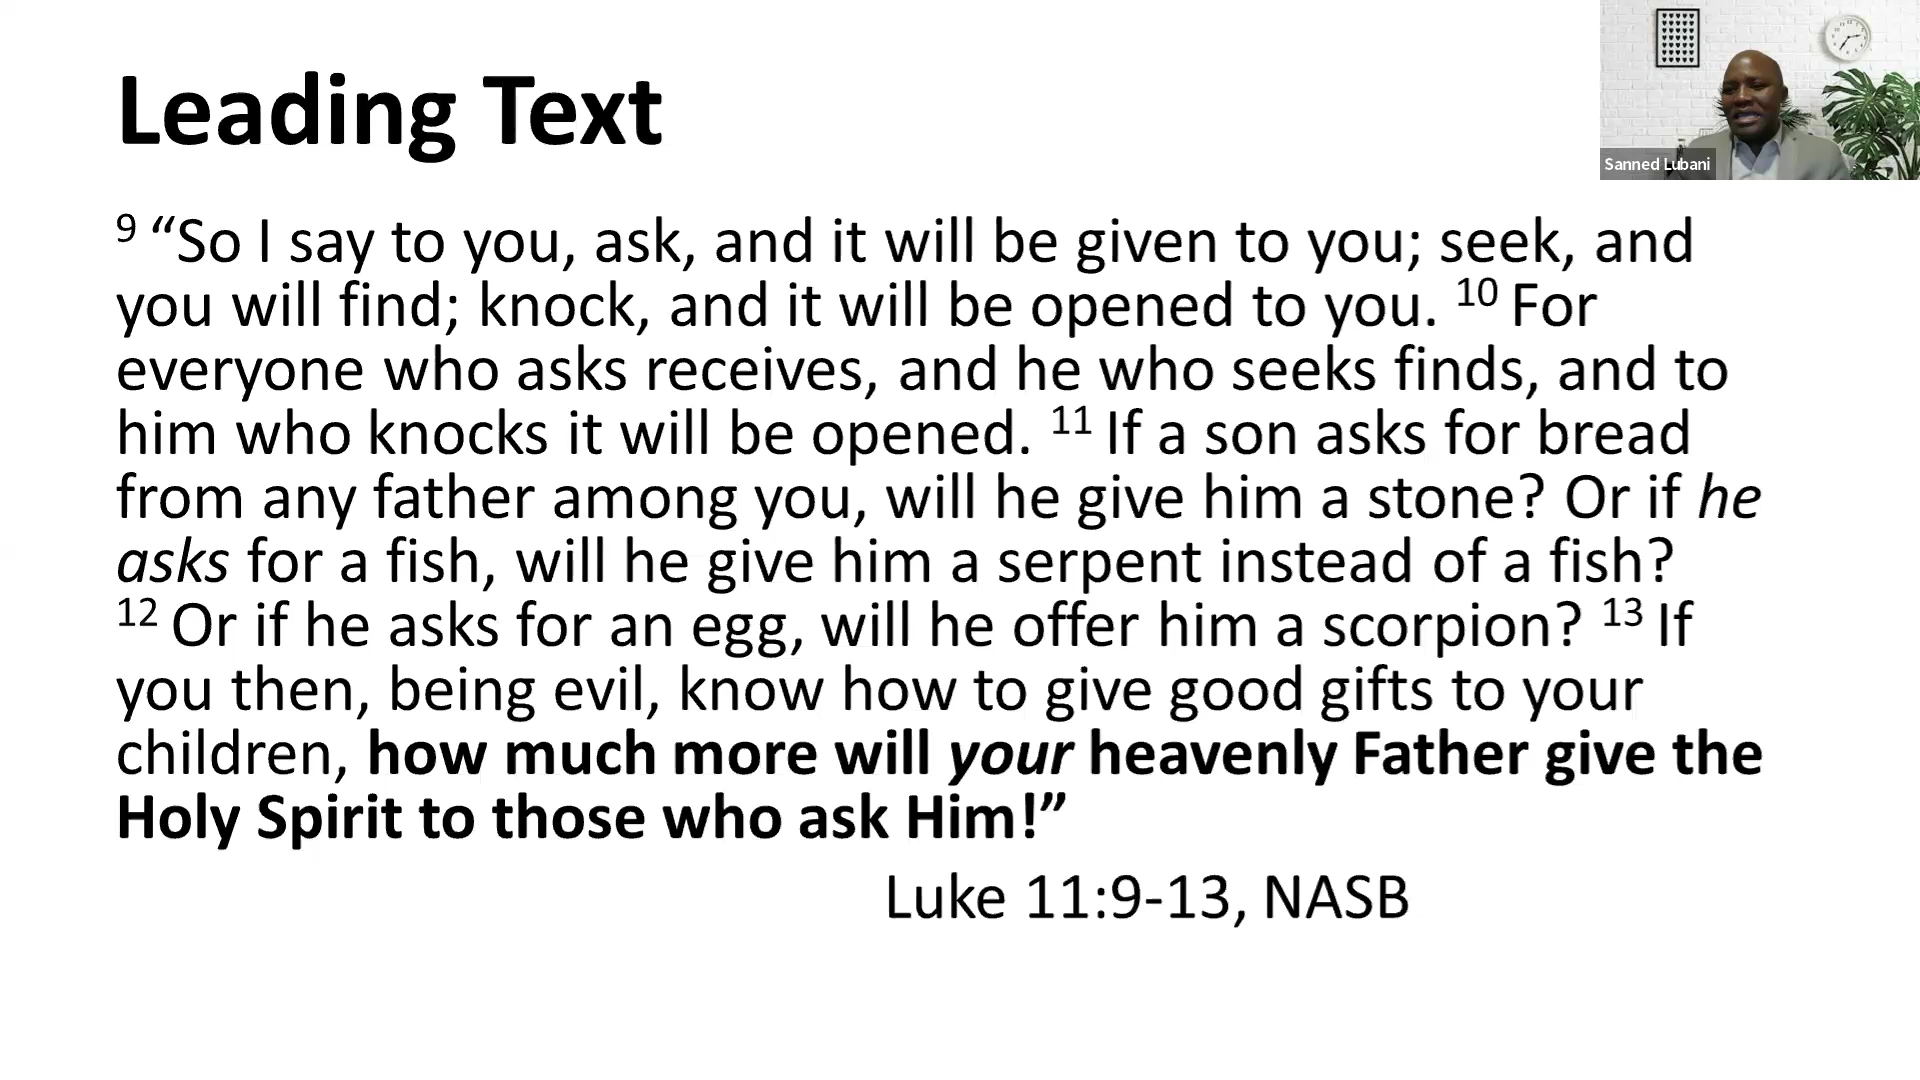 Leading Text
Sanned Lubani
9 “So I say to you, ask, and it will be given to you; seek, and
you will find; knock, and it will be opened to you. 10 For
everyone who asks receives, and he who seeks finds, and to
him who knocks it will be opened. 11 If a son asks for bread
from any father among you, will he give him a stone? Or if he
asks for a fish, will he give him a serpent instead of a fish?
12 Or if he asks for an egg, will he offer him a scorpion? 13 If
you then, being evil, know how to give good gifts to your
children, how much more will your heavenly Father give the
Holy Spirit to those who ask Him!”
Luke 11:9-13, NASB